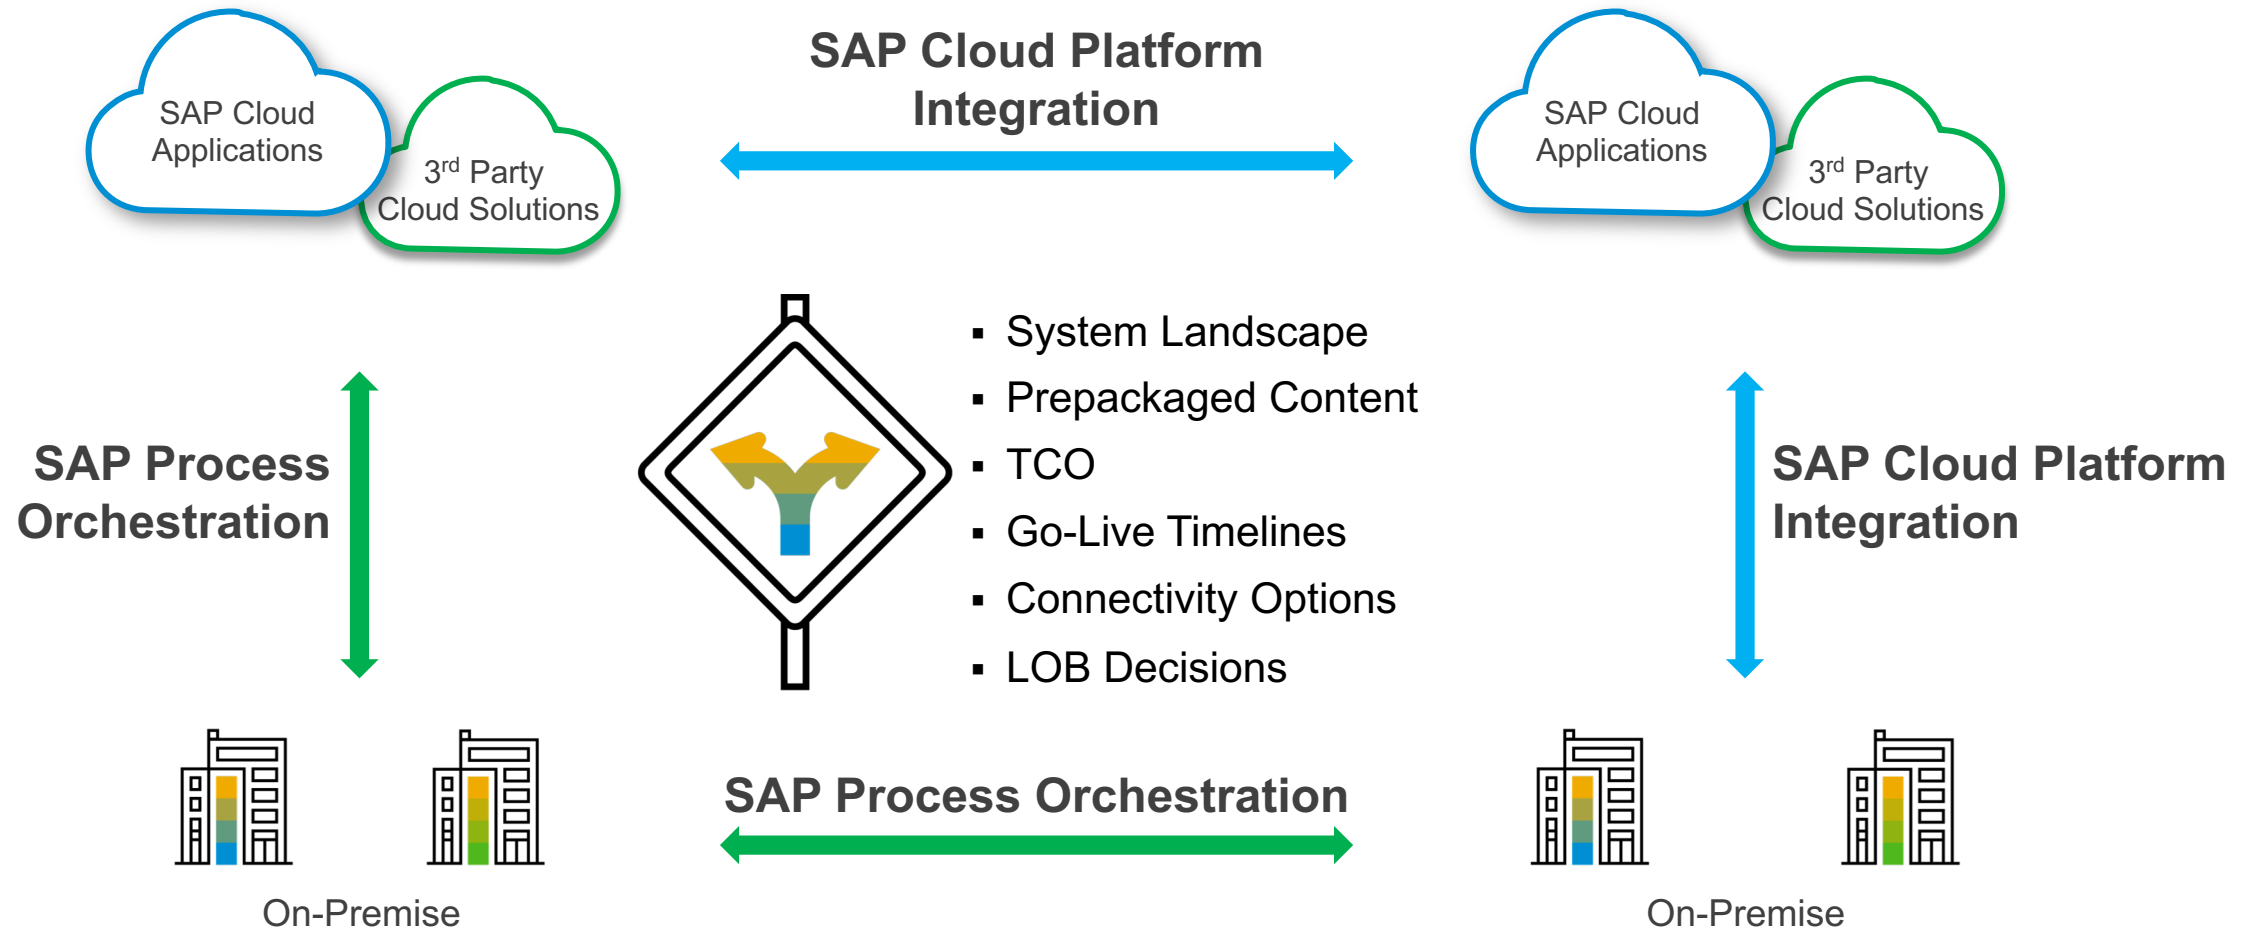 SAP Cloud
Applications
3rd Party
Cloud Solutions
SAP Cloud Platform
Integration
SAP Cloud
Applications
3rd Party
Cloud Solutions
SAP Process
Orchestration
▪ System Landscape
▪ Prepackaged Content
▪ TCO
▪ Go-Live Timelines
▪ Connectivity Options
▪ LOB Decisions
SAP Cloud Platform
Integration
SAP Process Orchestration
On-Premise
On-Premise